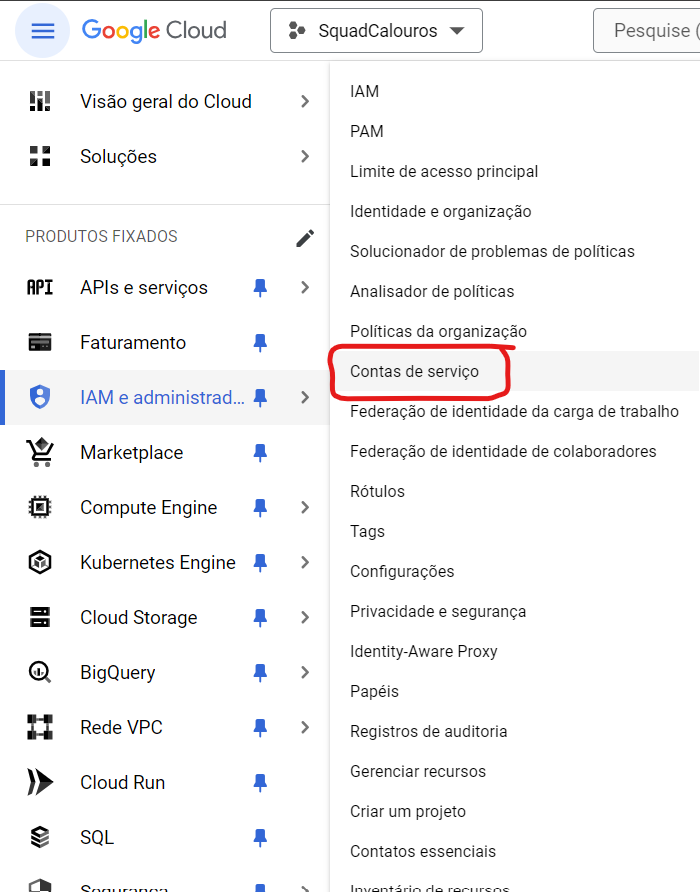 Google Cloud
SquadCalouros
Pesquise (
Visão geral do Cloud
Soluções
PRODUTOS FIXADOS
API APIs e serviços
Faturamento
IAM e administrad...
Marketplace
Compute Engine
Kubernetes Engine
Cloud Storage
BigQuery
Rede VPC
Cloud Run
SQL
Segurança
IAM
PAM
Limite de acesso principal
Identidade e organização
Solucionador de problemas de políticas
Analisador de políticas
Políticas da organização
Contas de serviço
Federação de identidade da carga de trabalho
Federação de identidade de colaboradores
Rótulos
Tags
Configurações
Privacidade e segurança
Identity-Aware Proxy
Papéis
Registros de auditoria
Gerenciar recursos
Criar um projeto
Contatos essenciais
Inventário de recursos